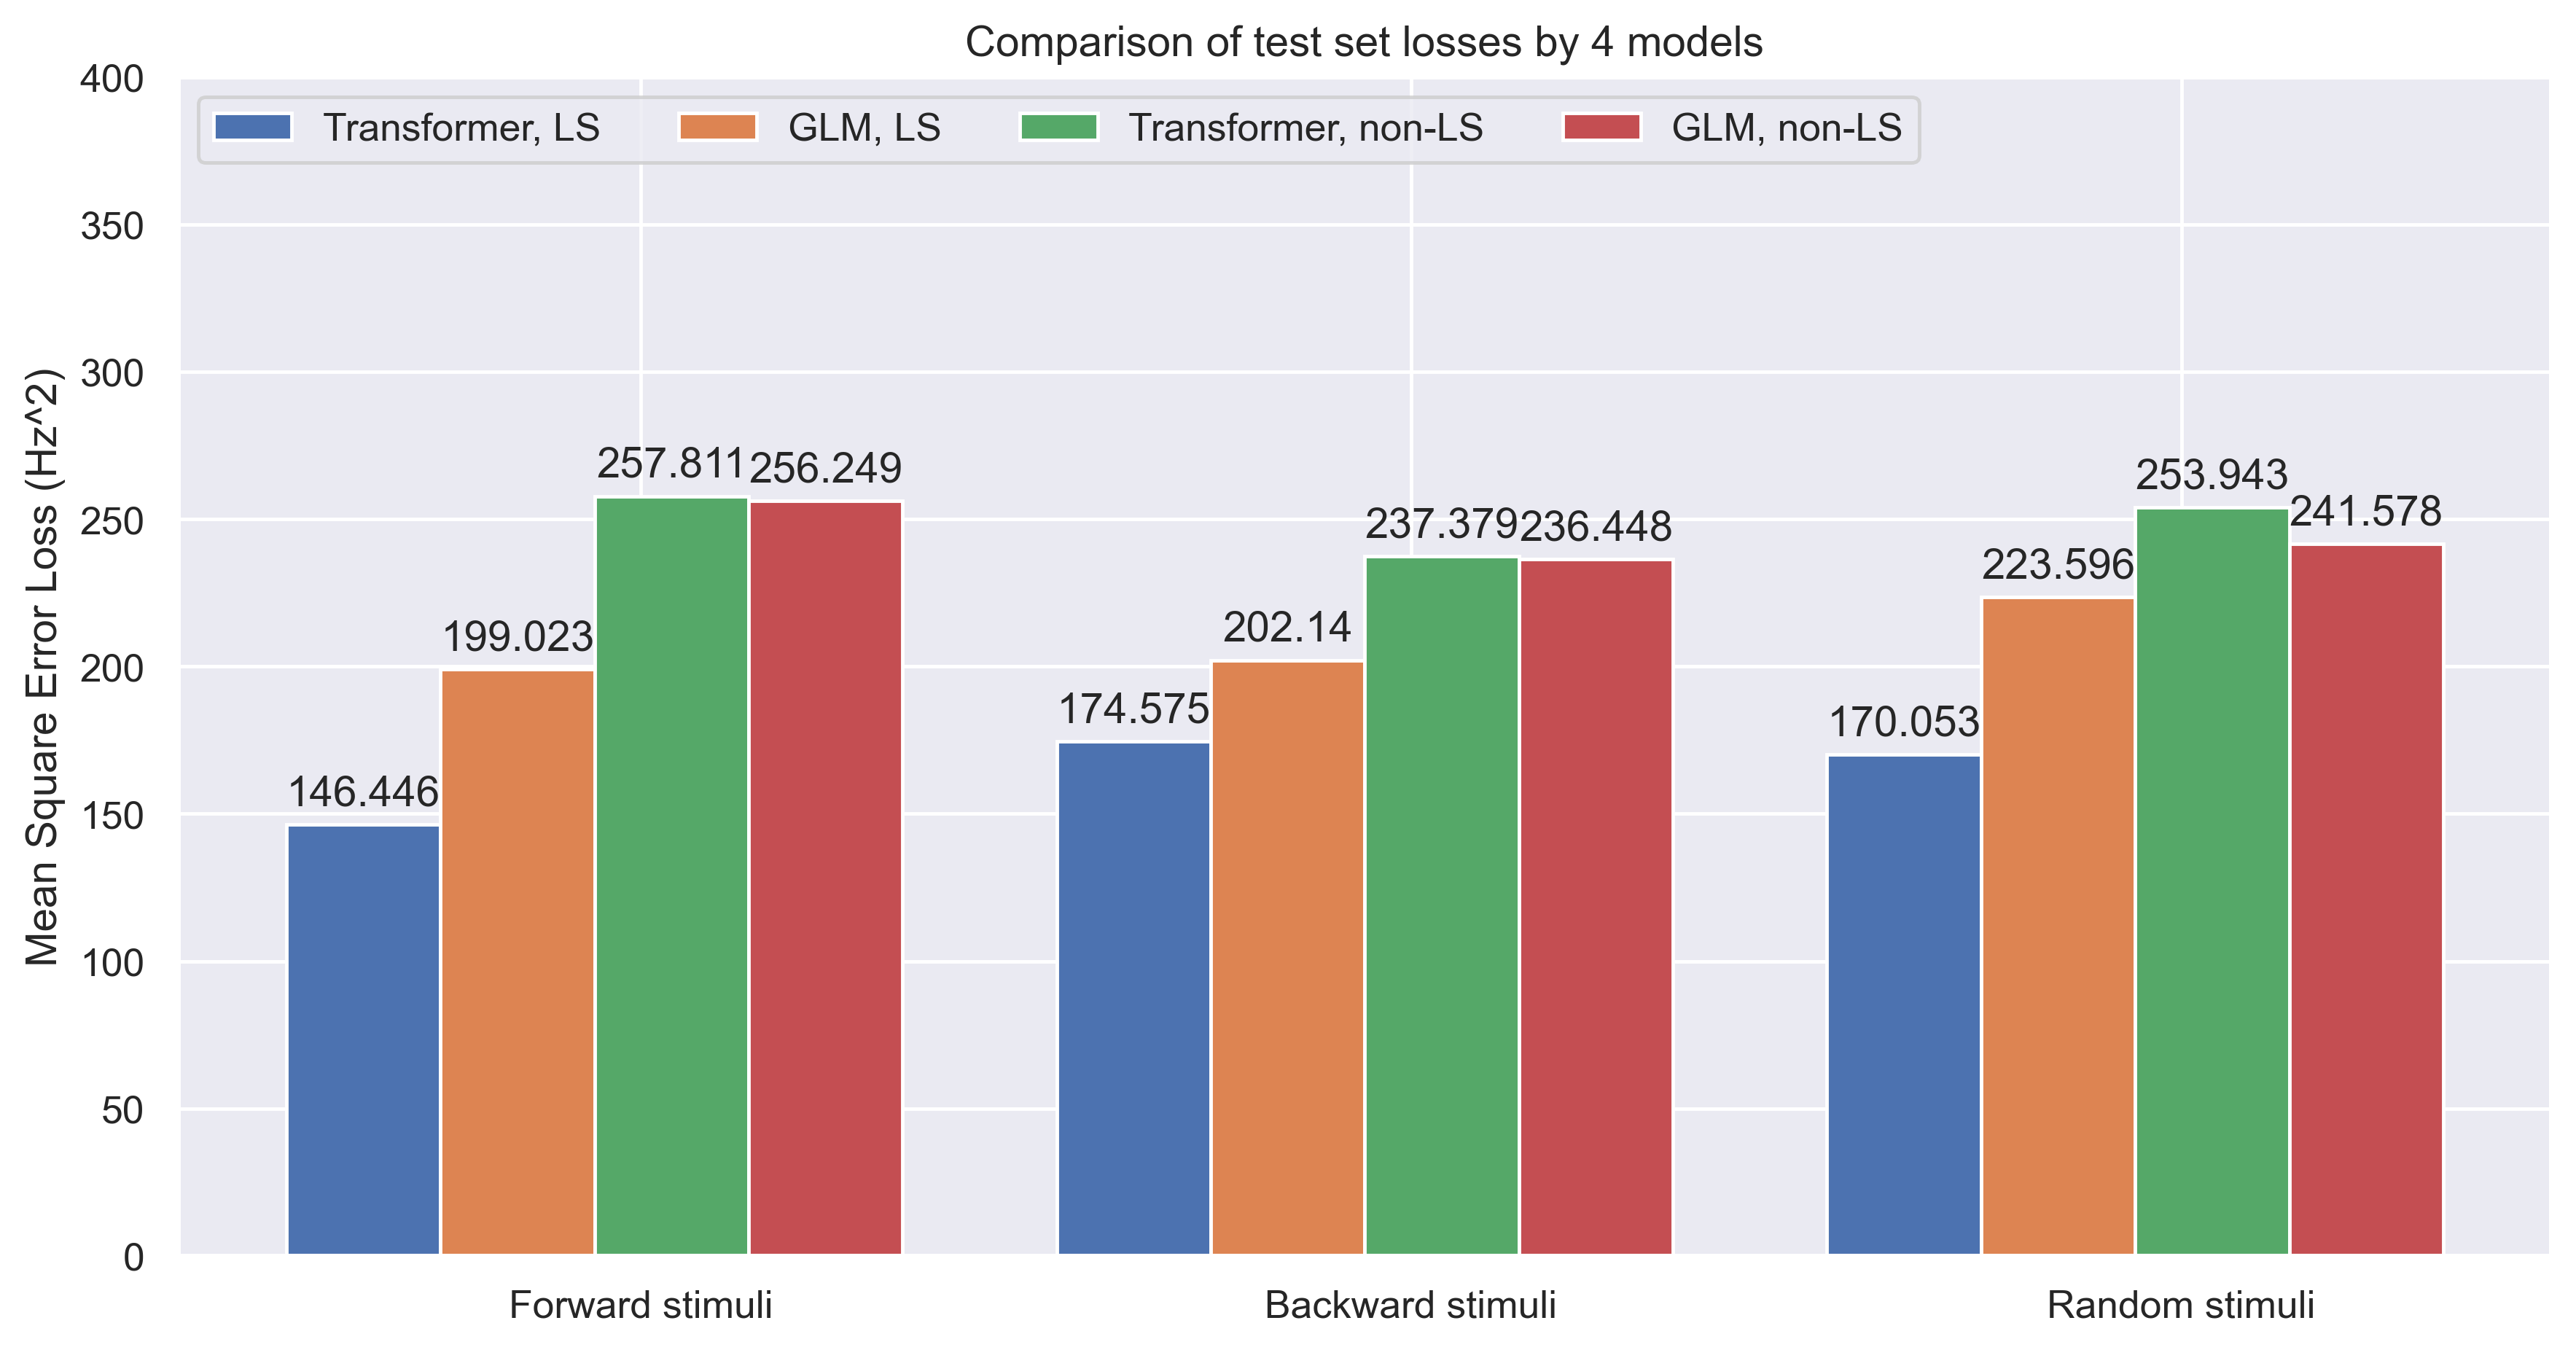 Comparison of test set losses by 4 models
Transformer, LS
GLM, LS
Transformer, non-LS
GLM, non-LS
Mean Square Error Loss (Hz^2)
400
350
300
250
200
150
100
50
0
146.446
199.023
257.811
256.249
174.575
202.14
237.379
236.448
170.053
223.596
253.943
241.578
Forward stimuli
Backward stimuli
Random stimuli